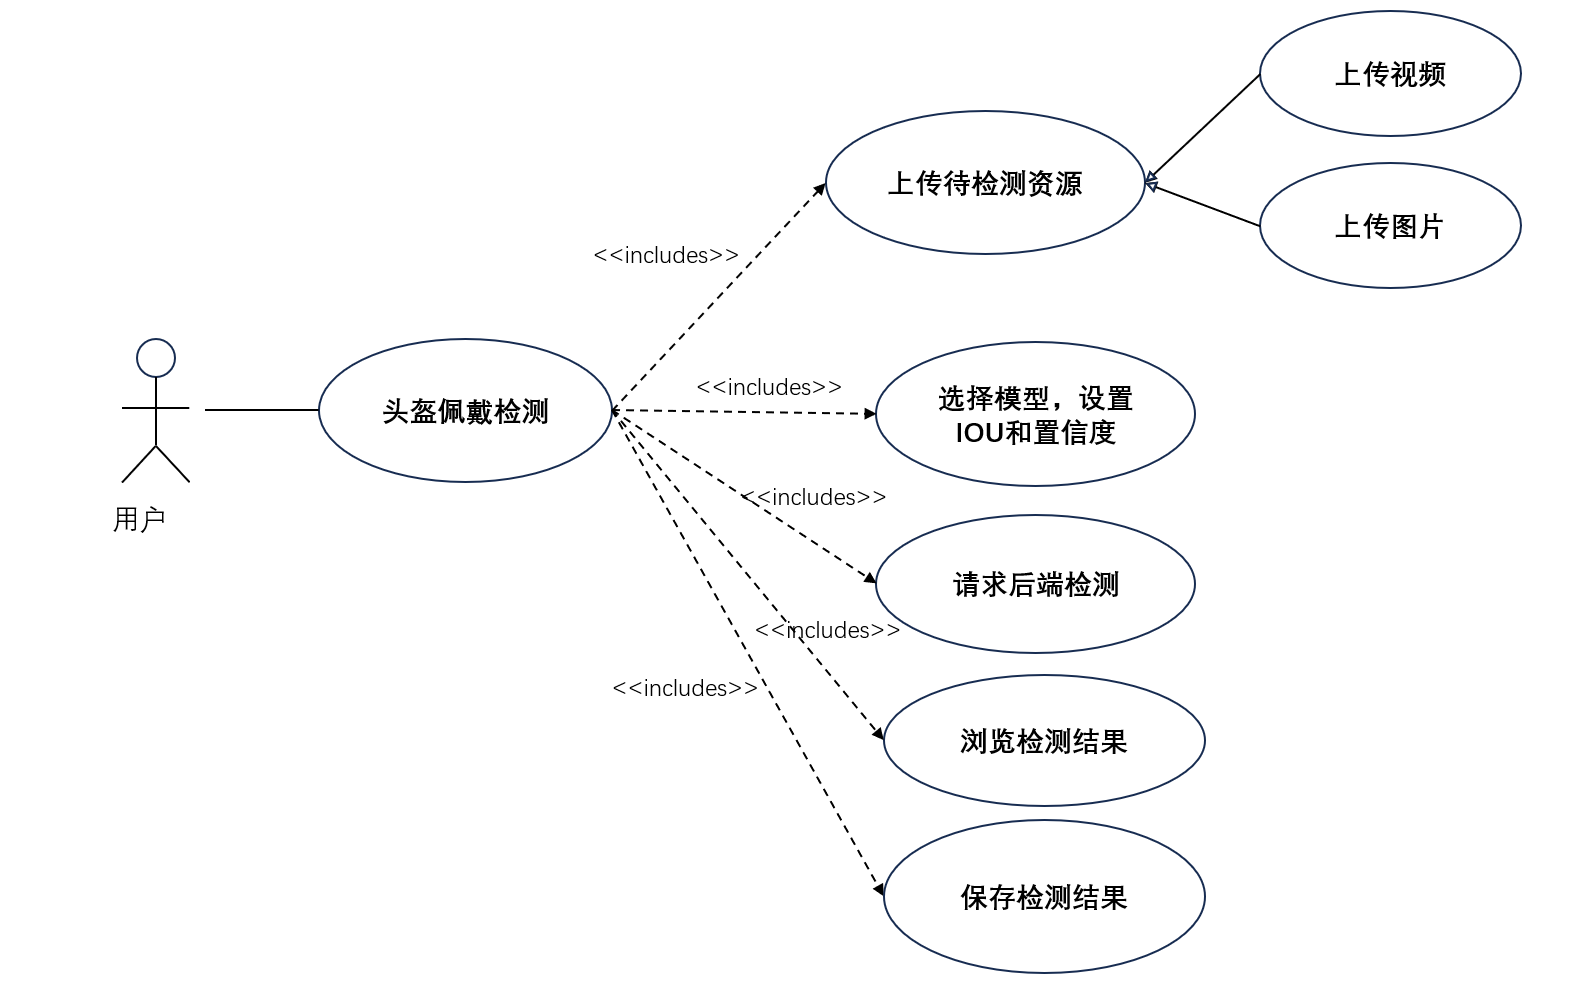 上传视频
上传待检测资源
上传图片
<<includes>>
<<includes>>
头盔佩戴检测
选择模型，设置
IOU和置信度
<<includes>>
用户
请求后端检测
<<includes>>
<<includes>>
浏览检测结果
保存检测结果